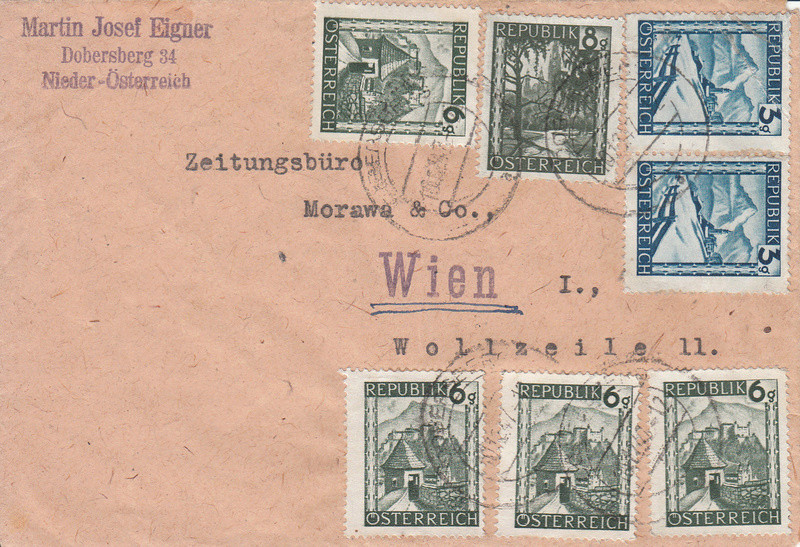 Martin Josef Eigner
Dobersberg 34
Nieder-Österreich
REPUBLIK
6g
ÖSTERREICH
REPUBLIK
8g
ÖSTERREICH
REPUBLIK
3g
ÖSTERREICH
REPUBLIK
3g
ÖSTERREICH
Zeitungsbüro
Morawa & Co.,
Wien I.,
Wollzeile 11.
REPUBLIK 6g
ÖSTERREICH
REPUBLIK 6g
ÖSTERREICH
REPUBLIK 6g
ÖSTERREICH